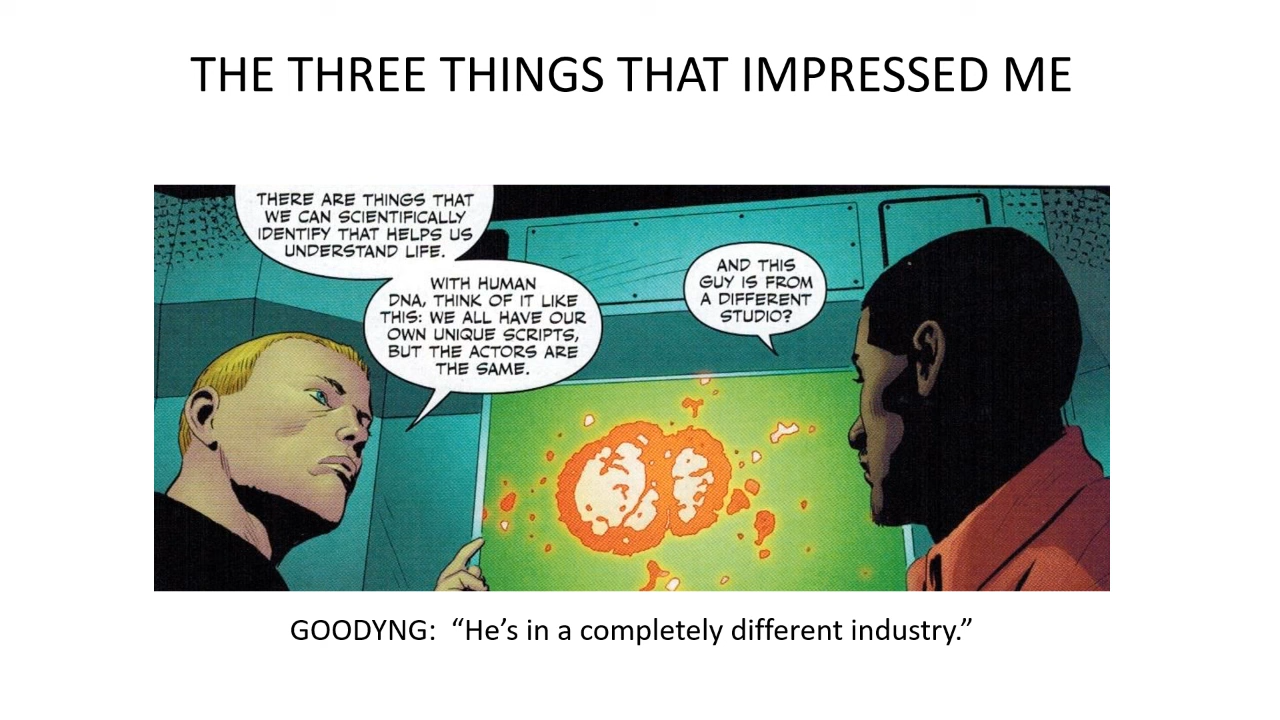 THE THREE THINGS THAT IMPRESSED ME
THERE ARE THINGS THAT
WE CAN SCIENTIFICALLY
IDENTIFY THAT HELPS US
UNDERSTAND LIFE.
WITH HUMAN
DNA, THINK OF IT LIKE
THIS: WE ALL HAVE OUR
OWN UNIQUE SCRIPTS,
BUT THE ACTORS ARE
THE SAME.
AND THIS
GUY IS FROM
A DIFFERENT
STUDIO?
GOODYNG: “He’s in a completely different industry.”